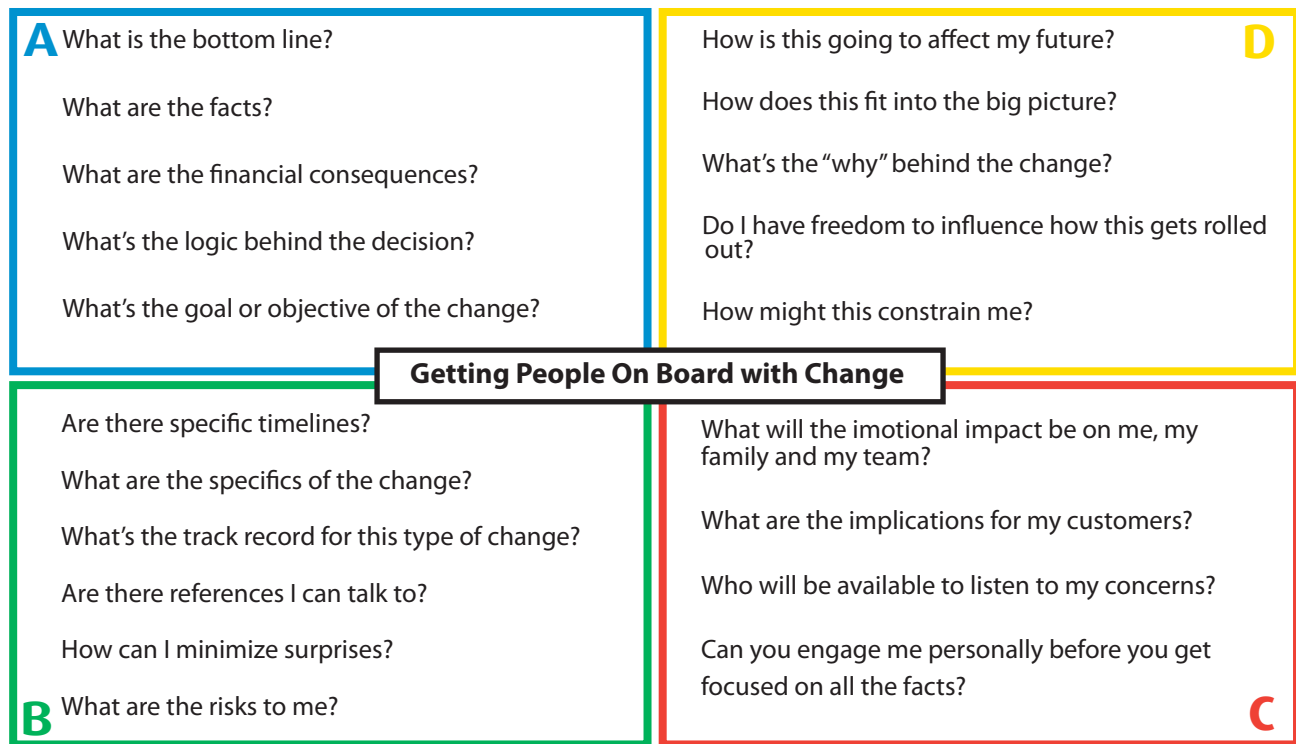 A
What is the bottom line?
What are the facts?
What are the financial consequences?
What's the logic behind the decision?
What's the goal or objective of the change?
D
How is this going to affect my future?
How does this fit into the big picture?
What's the “why” behind the change?
Do I have freedom to influence how this gets rolled
out?
How might this constrain me?
Getting People On Board with Change
Are there specific timelines?
What are the specifics of the change?
What's the track record for this type of change?
Are there references I can talk to?
How can I minimize surprises?
What are the risks to me?
B
What will the imotional impact be on me, my
family and my team?
What are the implications for my customers?
Who will be available to listen to my concerns?
Can you engage me personally before you get
focused on all the facts?
C